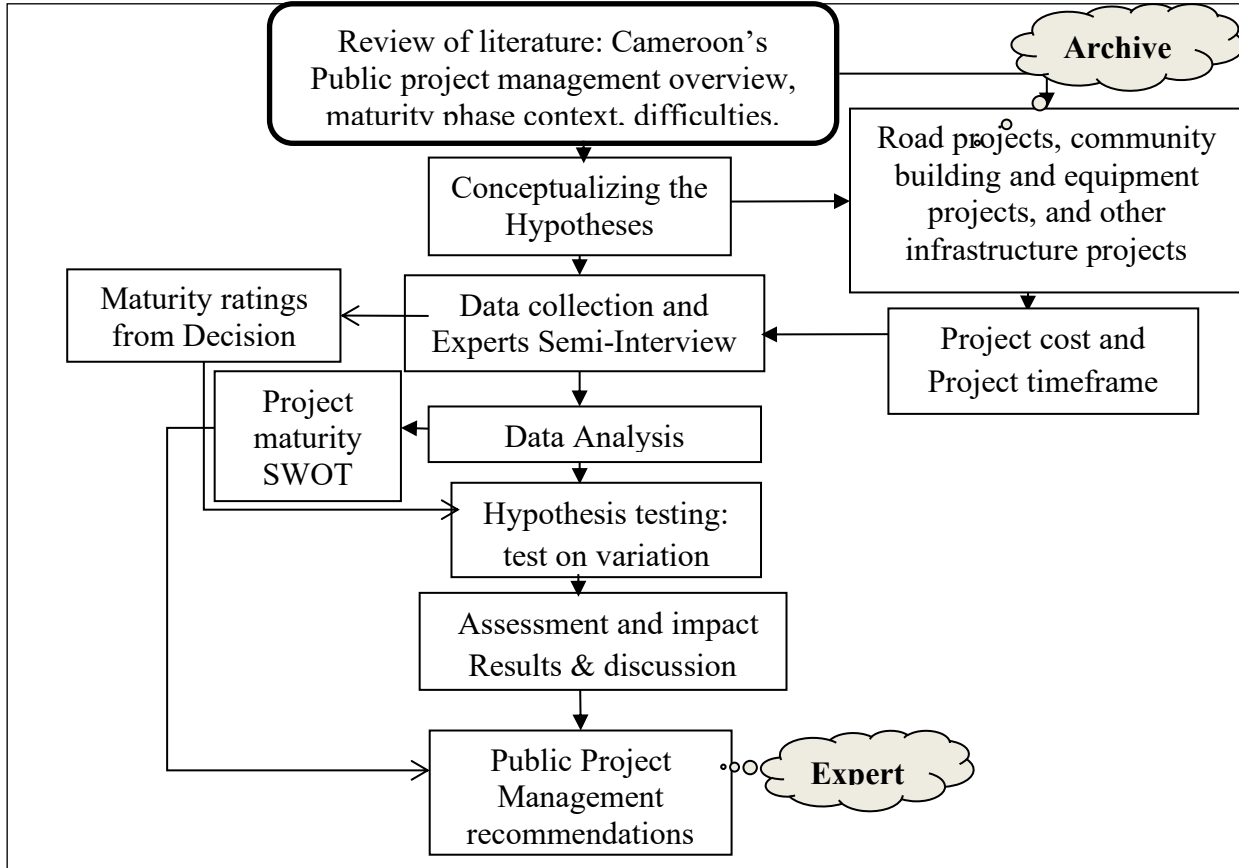 Review of literature: Cameroon's
Public project management overview,
maturity phase context, difficulties.
Archive
Road projects, community
building and equipment
projects, and other
infrastructure projects
Conceptualizing the
Hypotheses
Maturity ratings
from Decision
Data collection and
Experts Semi-Interview
Project cost and
Project timeframe
Project
maturity
SWOT
Data Analysis
Hypothesis testing:
test on variation
Assessment and impact
Results & discussion
Public Project
Management
recommendations
Expert